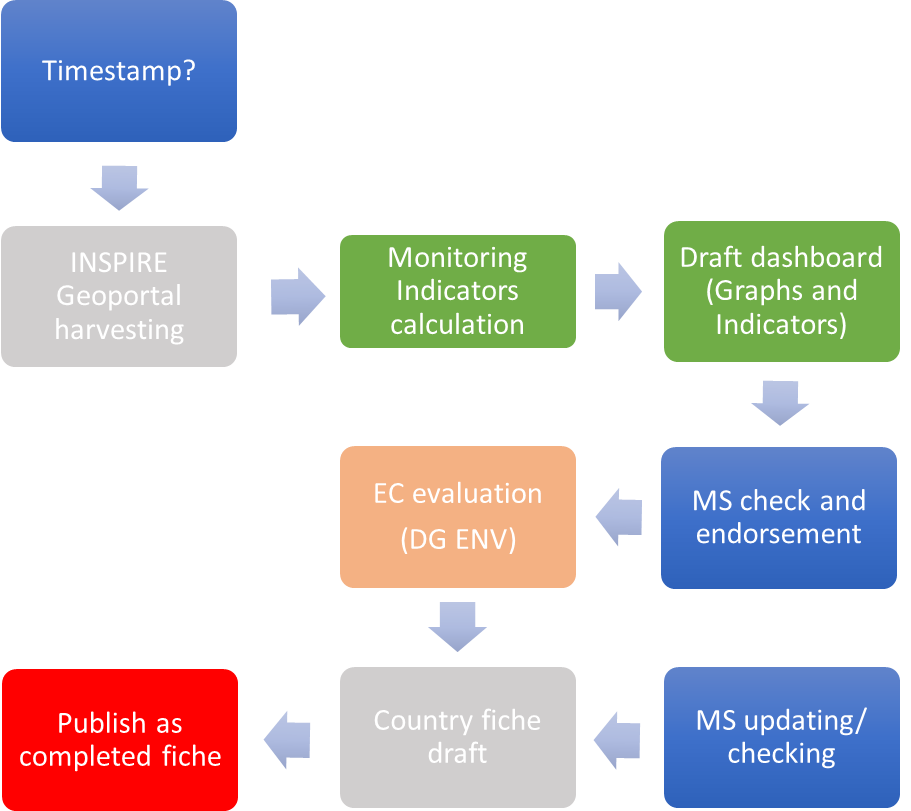 Timestamp?
INSPIRE
Geoportal
harvesting
Monitoring
Indicators
calculation
Draft dashboard
(Graphs and
Indicators)
MS check and
endorsement
EC evaluation
(DG ENV)
Country fiche
draft
MS updating/
checking
Publish as
completed fiche